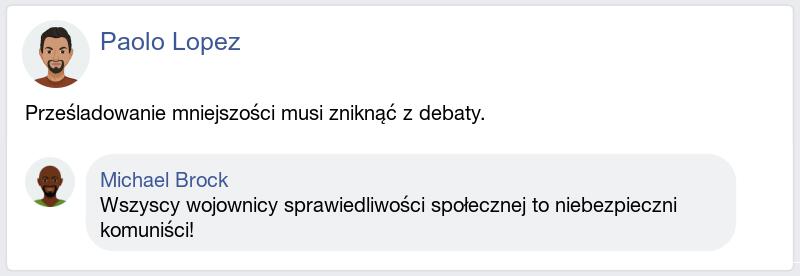 Paolo Lopez
Prześladowanie mniejszości musi zniknąć z debaty.
Michael Brock
Wszyscy wojownicy sprawiedliwości społecznej to niebezpieczni
komuniści!